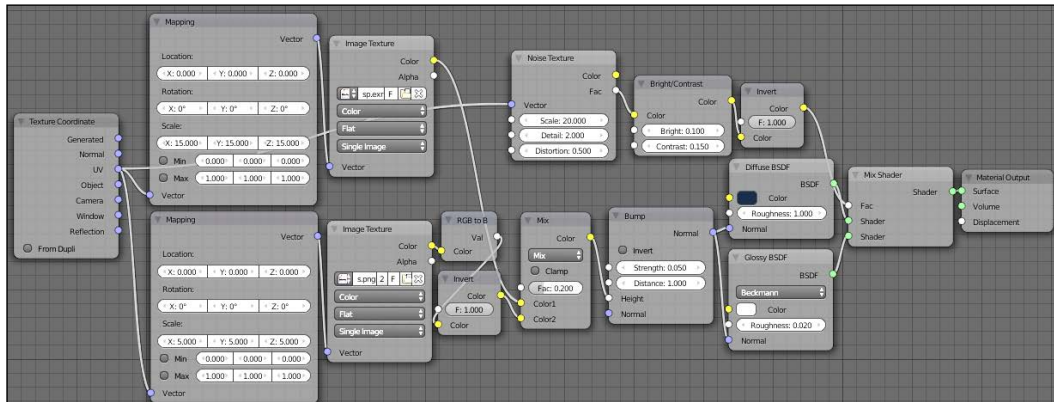 Texture Coordinate
Generated
Normal
UV
Object
Camera
Window
Reflection
From Dupli
Mapping
Vector
Location:
X: 0.000 Y: 0.000 Z: 0.000
Rotation:
X: 0° Y: 0° Z: 0°
Scale:
X: 15.000 Y: 15.000 Z: 15.000
Min 0.000 0.000 0.000
Max 1.000 1.000 1.000
Vector
Mapping
Vector
Location:
X: 0.000 Y: 0.000 Z: 0.000
Rotation:
X: 0° Y: 0° Z: 0°
Scale:
X: 5.000 Y: 5.000 Z: 5.000
Min 0.000 0.000 0.000
Max 1.000 1.000 1.000
Vector
Image Texture
Color
Alpha
sp.exr F
Color
Flat
Single Image
Vector
Image Texture
Color
Alpha
s.png 2 F
Color
Flat
Single Image
Vector
RGB to B
Val
Color
Invert
Color
F: 1.000
Color
Noise Texture
Color
Fac
Vector
Scale: 20.000
Detail: 2.000
Distortion: 0.500
Mix
Color
Mix
Clamp
Fac: 0.200
Color1
Color2
Bright/Contrast
Color
Color
Bright: 0.100
Contrast: 0.150
Invert
Color
F: 1.000
Color
Bump
Normal
Invert
Strength: 0.050
Distance: 1.000
Height
Normal
Diffuse BSDF
BSDF
Color
Roughness: 1.000
Normal
Glossy BSDF
BSDF
Beckmann
Color
Roughness: 0.020
Normal
Mix Shader
Shader
Fac
Shader
Shader
Material Output
Surface
Volume
Displacement